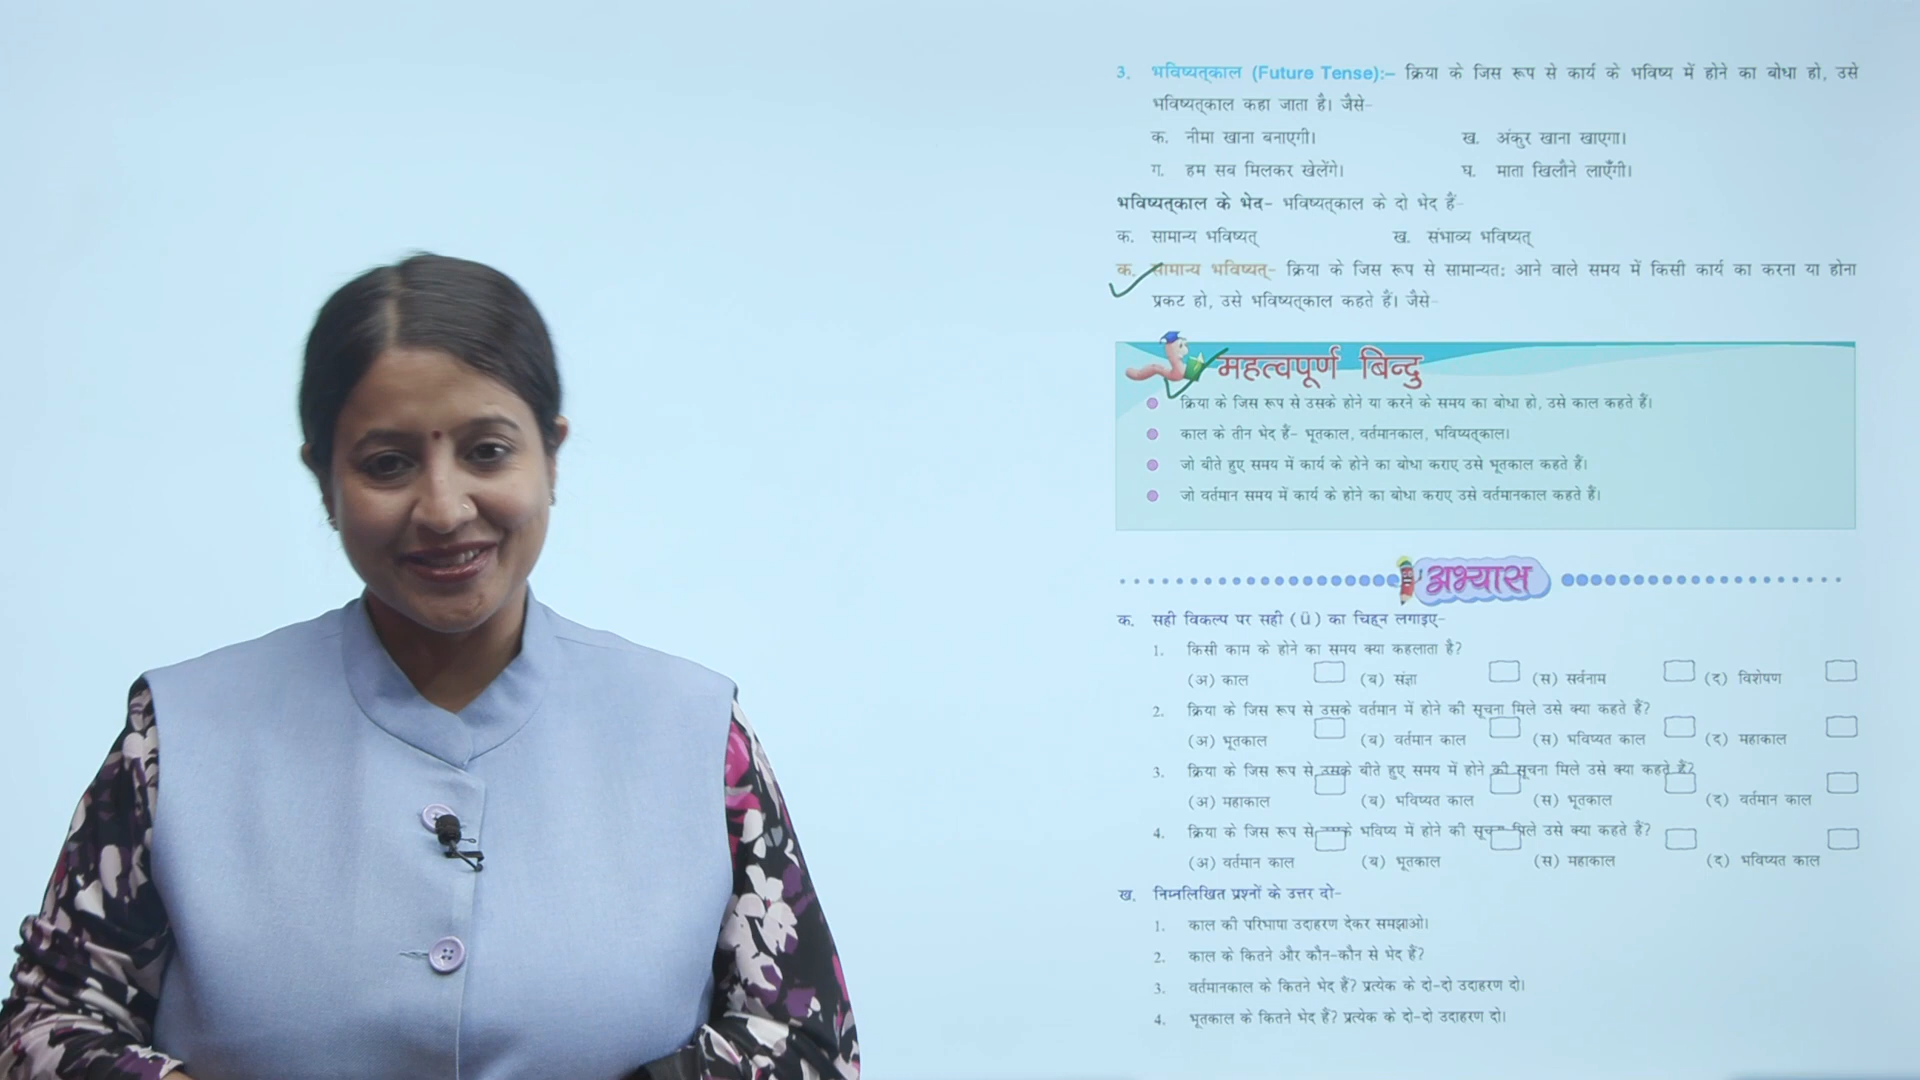 3. भविष्यत्काल (Future Tense):– क्रिया के जिस रूप से कार्य के भविष्य में होने का बोधा हो, उसे
भविष्यत्काल कहा जाता है। जैसे-
क. नीमा खाना बनाएगी। ख. अंकुर खाना खाएगा।
ग. हम सब मिलकर खेलेंगे। घ. माता खिलौने लाएँगी।
भविष्यत्काल के भेद- भविष्यत्काल के दो भेद हैं-
क. सामान्य भविष्यत् ख. संभाव्य भविष्यत्
क. सामान्य भविष्यत्- क्रिया के जिस रूप से सामान्यत: आने वाले समय में किसी कार्य का करना या होना
प्रकट हो, उसे भविष्यत्काल कहते हैं। जैसे-
महत्वपूर्ण बिन्दु
क्रिया के जिस रूप से उसके होने या करने के समय का बोधा हो, उसे काल कहते हैं।
काल के तीन भेद हैं- भूतकाल, वर्तमानकाल, भविष्यत्काल।
जो बीते हुए समय में कार्य के होने का बोधा कराए उसे भूतकाल कहते हैं।
जो वर्तमान समय में कार्य के होने का बोधा कराए उसे वर्तमानकाल कहते हैं।
अभ्यास
क. सही विकल्प पर सही (ü) का चिह्न लगाइए-
1. किसी काम के होने का समय क्या कहलाता है?
(अ) काल (ब) संज्ञा (स) सर्वनाम (द) विशेषण
2. क्रिया के जिस रूप से उसके वर्तमान में होने की सूचना मिले उसे क्या कहते हैं?
(अ) भूतकाल (ब) वर्तमान काल (स) भविष्यत काल (द) महाकाल
3. क्रिया के जिस रूप से उसके बीते हुए समय में होने की सूचना मिले उसे क्या कहते हैं?
(अ) महाकाल (ब) भविष्यत काल (स) भूतकाल (द) वर्तमान काल
4. क्रिया के जिस रूप से भविष्य में होने की सूचना मिले उसे क्या कहते हैं?
(अ) वर्तमान काल (ब) भूतकाल (स) महाकाल (द) भविष्यत काल
ख. निम्नलिखित प्रश्नों के उत्तर दो-
1. काल की परिभाषा उदाहरण देकर समझाओ।
2. काल के कितने और कौन-कौन से भेद हैं?
3. वर्तमानकाल के कितने भेद हैं? प्रत्येक के दो-दो उदाहरण दो।
4. भूतकाल के कितने भेद हैं? प्रत्येक के दो-दो उदाहरण दो।